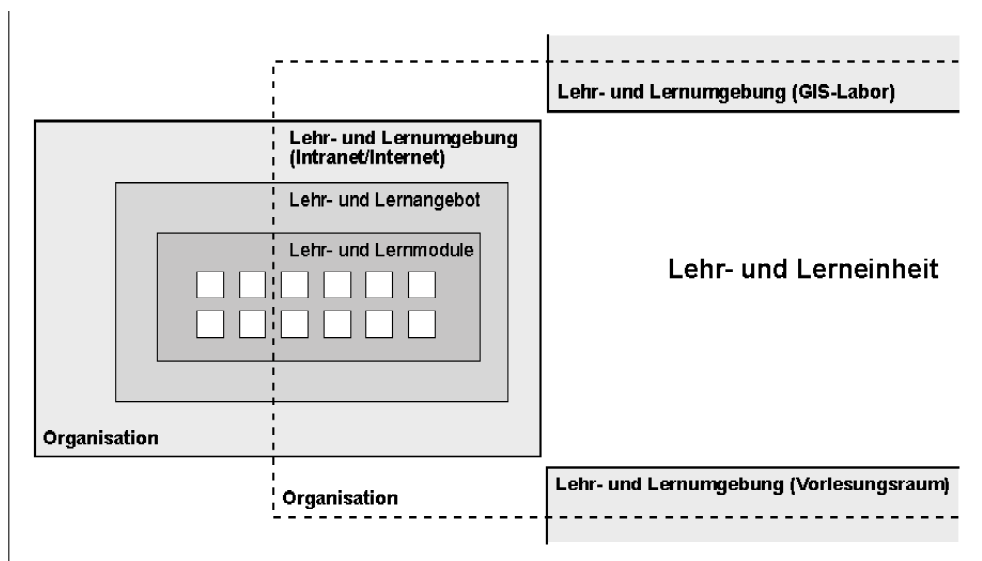 Lehr- und Lernumgebung (GIS-Labor)
Lehr- und Lernumgebung
(Intranet/Internet)
Lehr- und Lernangebot
Lehr- und Lernmodule
Lehr- und Lerneinheit
Organisation
Organisation
Lehr- und Lernumgebung (Vorlesungsraum)